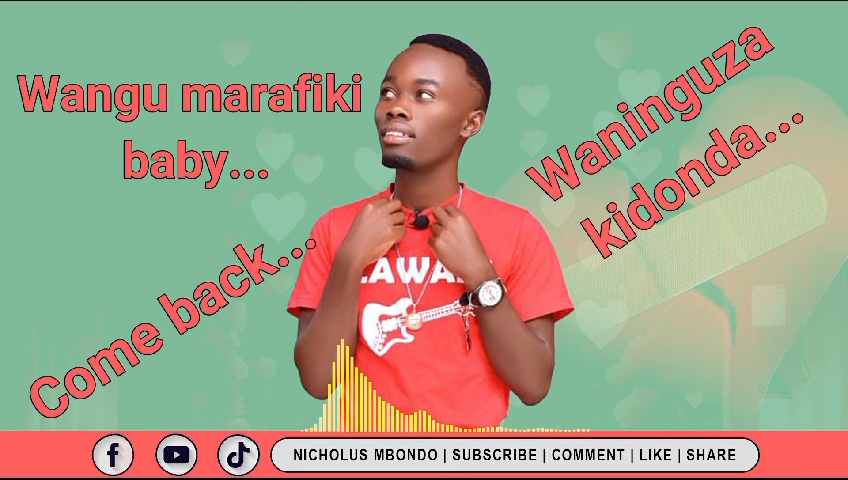 Wangu marafiki
baby...
Waninguza
kidonda...
Come back...
NICHOLUS MBONDO | SUBSCRIBE | COMMENT | LIKE | SHARE